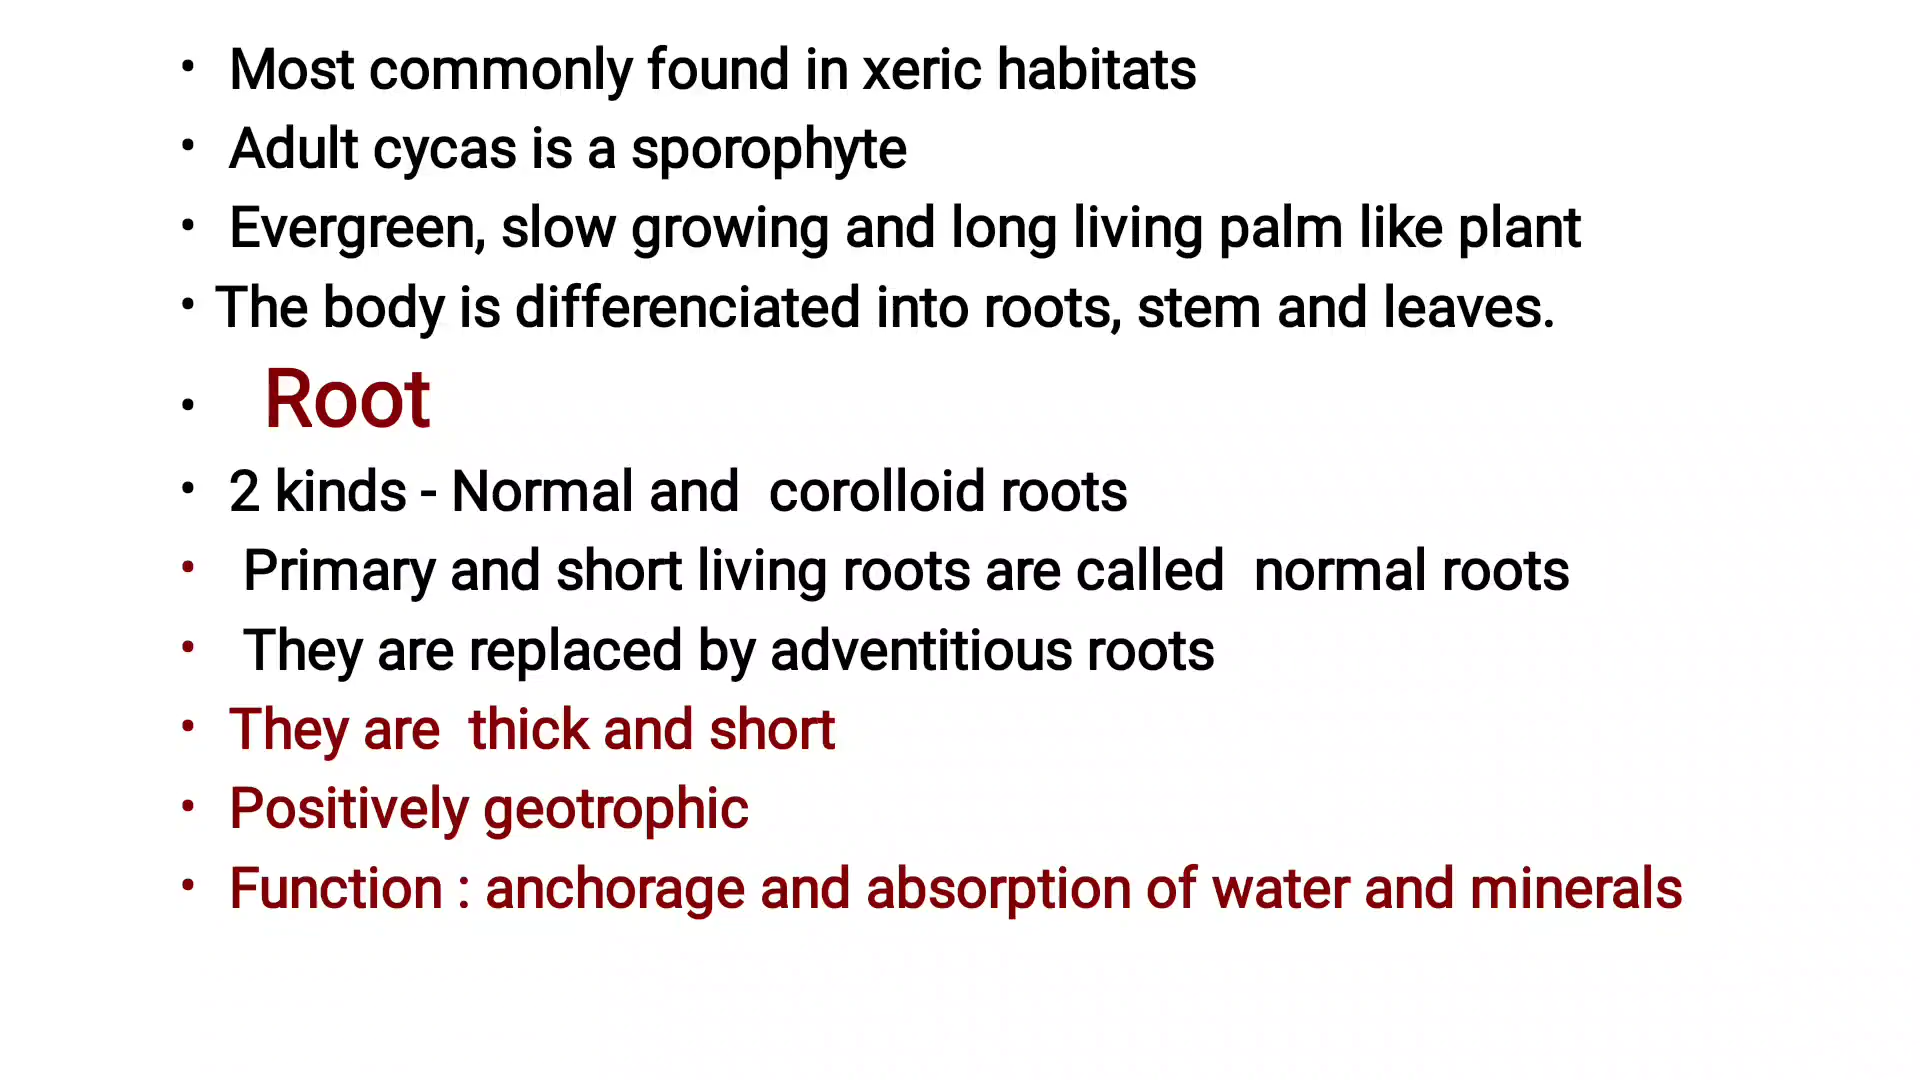 • Most commonly found in xeric habitats
• Adult cycas is a sporophyte
• Evergreen, slow growing and long living palm like plant
• The body is differenciated into roots, stem and leaves.
• Root
• 2 kinds - Normal and corolloid roots
• Primary and short living roots are called normal roots
• They are replaced by adventitious roots
• They are thick and short
• Positively geotrophic
• Function : anchorage and absorption of water and minerals